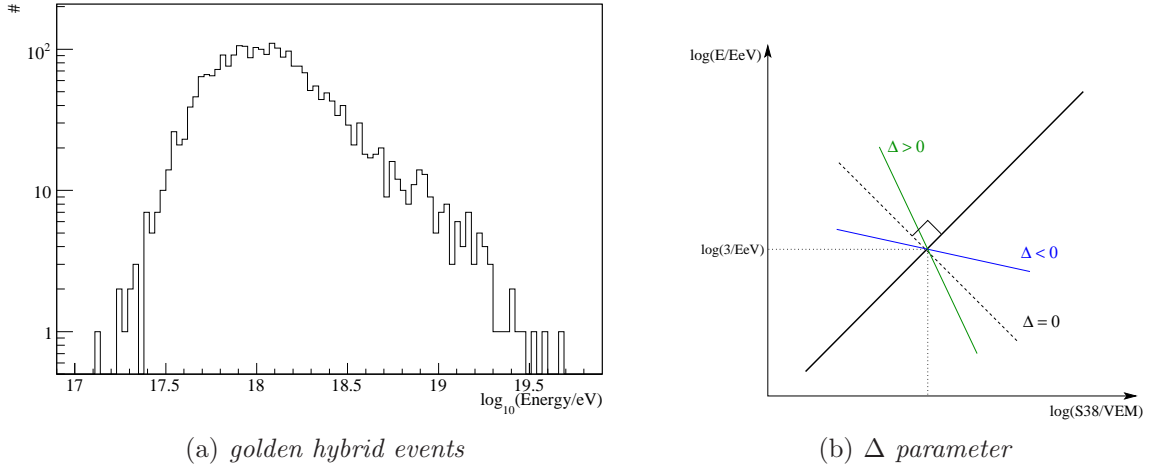 #
10²
10
1
17 17.5 18 18.5 19 19.5
log₁₀(Energy/eV)
(a) golden hybrid events
log(E/EeV)
Δ > 0
log(3/EeV)
Δ < 0
Δ = 0
log(S38/VEM)
(b) Δ parameter